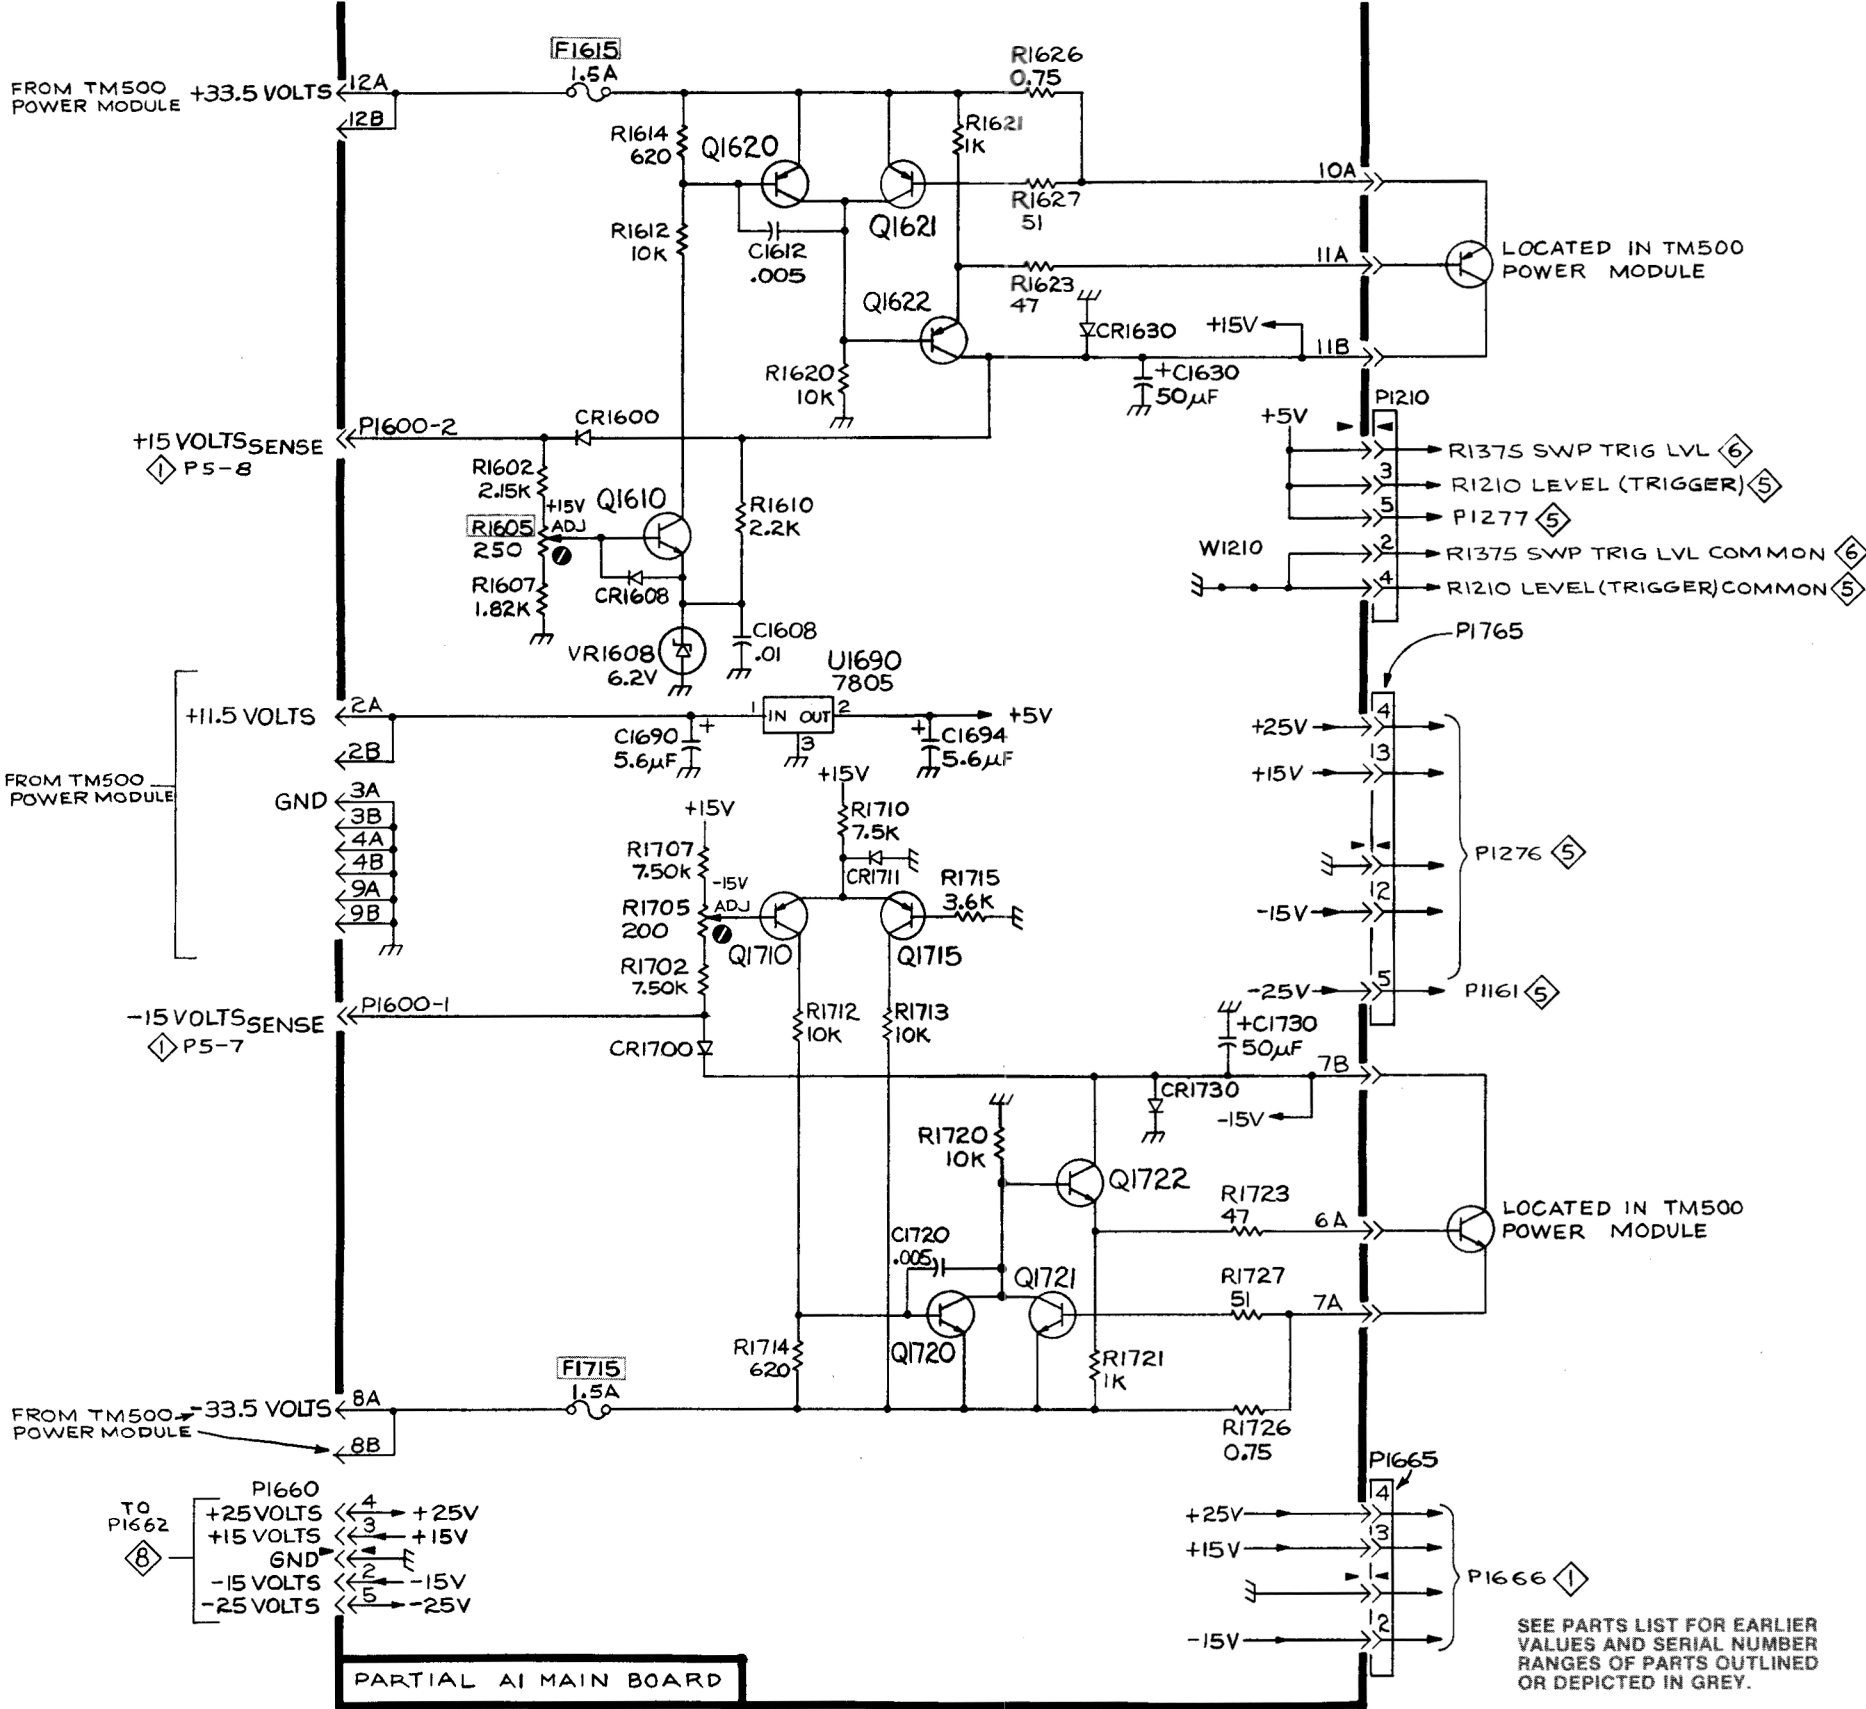 F1615
1.5A
R1626
0.75
FROM TM500
POWER MODULE
+33.5 VOLTS
12A
12B
R1614
620
Q1620
R1621
1K
10A
R1627
51
Q1621
R1612
10K
C1612
.005
11A
LOCATED IN TM500
POWER MODULE
R1623
47
Q1622
CR1630
+15V
11B
R1620
10K
+C1630
50µF
P1210
+5V
+15 VOLTS SENSE
1 P5-8
P1600-2
CR1600
1
R1375 SWP TRIG LVL 6
3
R1210 LEVEL (TRIGGER) 5
5
P1277 5
R1602
2.15K
+15V
ADJ
Q1610
R1610
2.2K
R1605
250
W1210
2
R1375 SWP TRIG LVL COMMON 6
4
R1210 LEVEL (TRIGGER) COMMON 5
R1607
1.82K
CR1608
C1608
.01
VR1608
6.2V
P1765
U1690
7805
+11.5 VOLTS
2A
2B
1 IN OUT 2
3
+5V
+
C1690
5.6µF
+
C1694
5.6µF
FROM TM500
POWER MODULE
GND
3A
3B
4A
4B
9A
9B
+25V
4
+15V
3
1
-15V
2
-25V
5
P1276 5
P1161 5
+15V
R1710
7.5K
+15V
R1707
7.50K
CR1711
R1715
3.6K
-15V
ADJ
R1705
200
Q1710
Q1715
R1702
7.50K
-15 VOLTS SENSE
1 P5-7
P1600-1
R1712
10K
R1713
10K
CR1700
+C1730
50µF
7B
CR1730
-15V
R1720
10K
Q1722
R1723
47
6A
LOCATED IN TM500
POWER MODULE
C1720
.005
Q1721
R1727
51
7A
Q1720
R1714
620
R1721
1K
F1715
1.5A
FROM TM500
POWER MODULE
-33.5 VOLTS
8A
8B
R1726
0.75
P1665
P1660
TO
P1662
8
+25 VOLTS
4
+25V
+15 VOLTS
3
+15V
GND
-15 VOLTS
2
-15V
-25 VOLTS
5
-25V
+25V
4
+15V
3
1
-15V
2
P1666 1
SEE PARTS LIST FOR EARLIER
VALUES AND SERIAL NUMBER
RANGES OF PARTS OUTLINED
OR DEPICTED IN GREY.
PARTIAL A1 MAIN BOARD